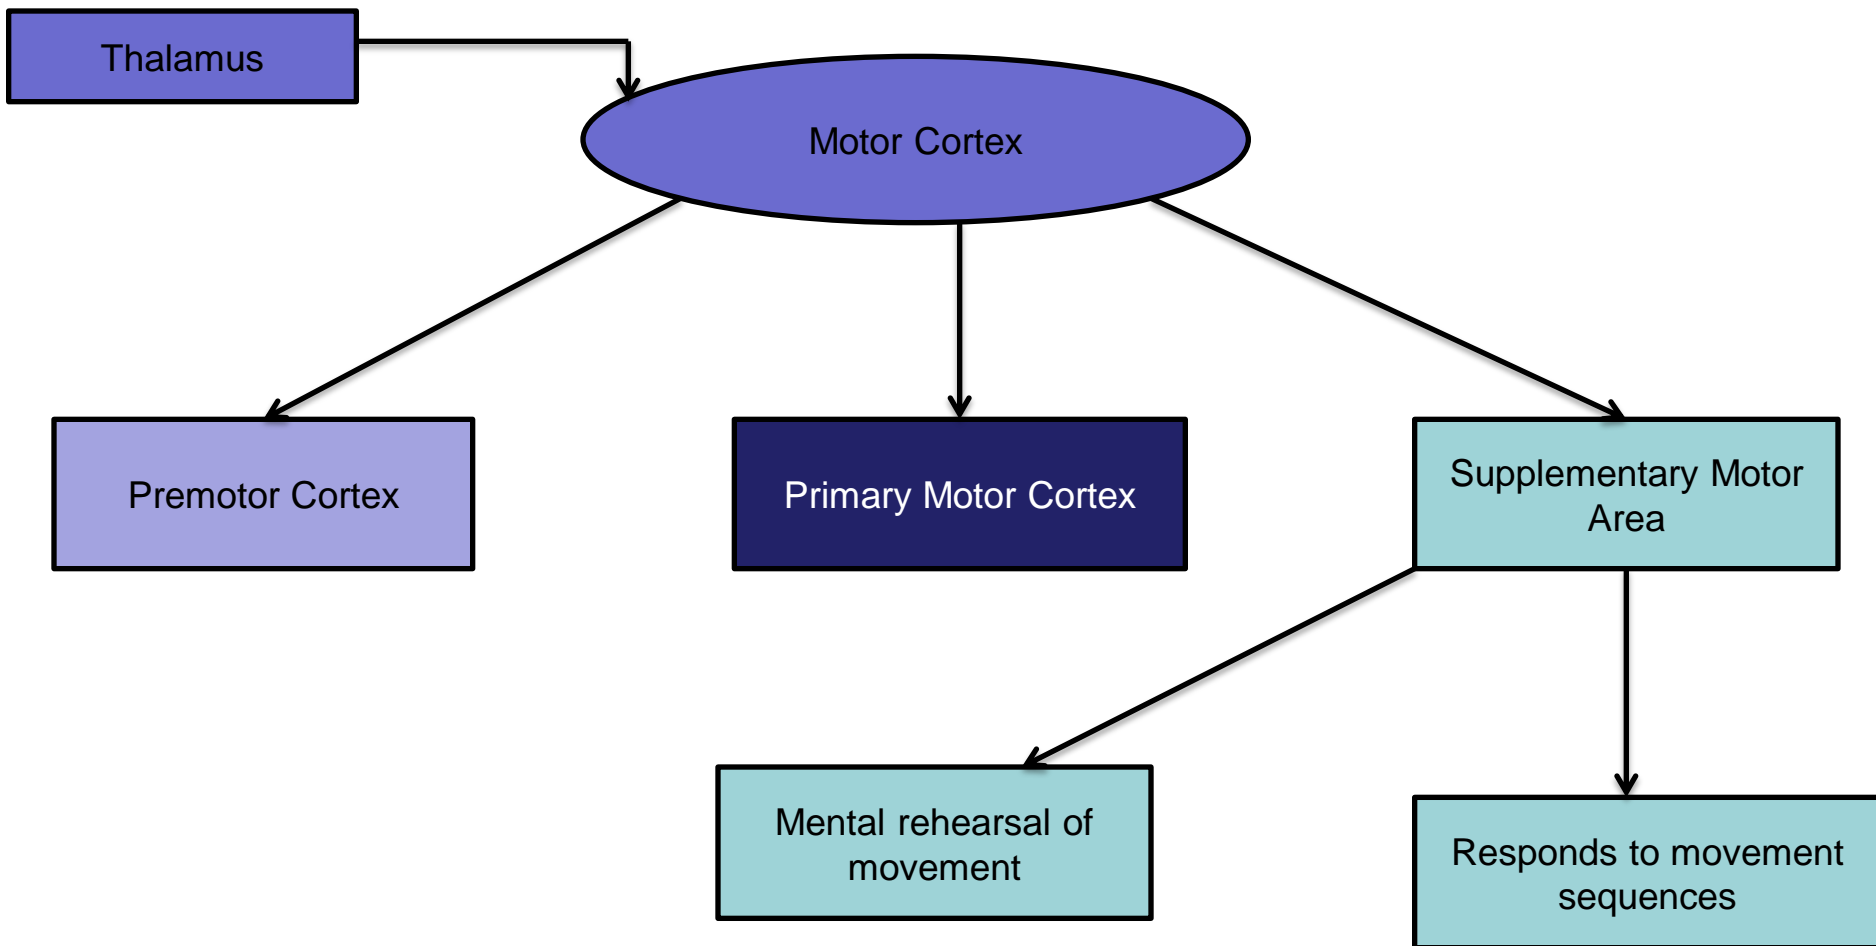 Thalamus
Motor Cortex
Premotor Cortex
Primary Motor Cortex
Supplementary Motor
Area
Mental rehearsal of
movement
Responds to movement
sequences